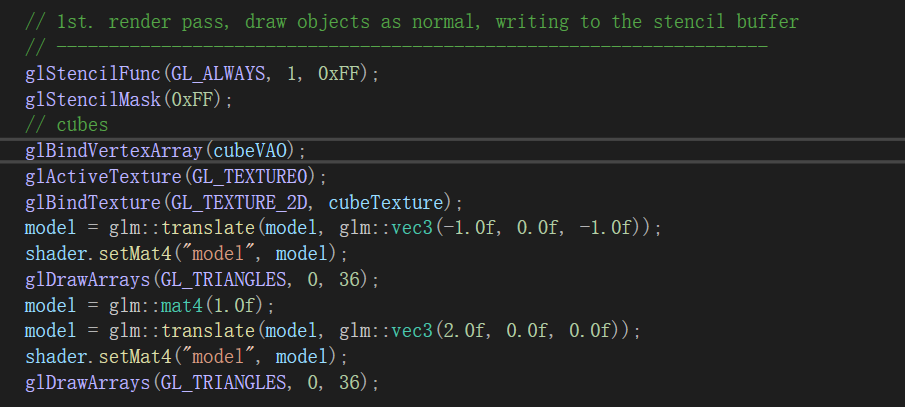 // 1st. render pass, draw objects as normal, writing to the stencil buffer
// --------------------------------------------------------------------
glStencilFunc(GL_ALWAYS, 1, 0xFF);
glStencilMask(0xFF);
// cubes
glBindVertexArray(cubeVAO);
glActiveTexture(GL_TEXTURE0);
glBindTexture(GL_TEXTURE_2D, cubeTexture);
model = glm::translate(model, glm::vec3(-1.0f, 0.0f, -1.0f));
shader.setMat4("model", model);
glDrawArrays(GL_TRIANGLES, 0, 36);
model = glm::mat4(1.0f);
model = glm::translate(model, glm::vec3(2.0f, 0.0f, 0.0f));
shader.setMat4("model", model);
glDrawArrays(GL_TRIANGLES, 0, 36);